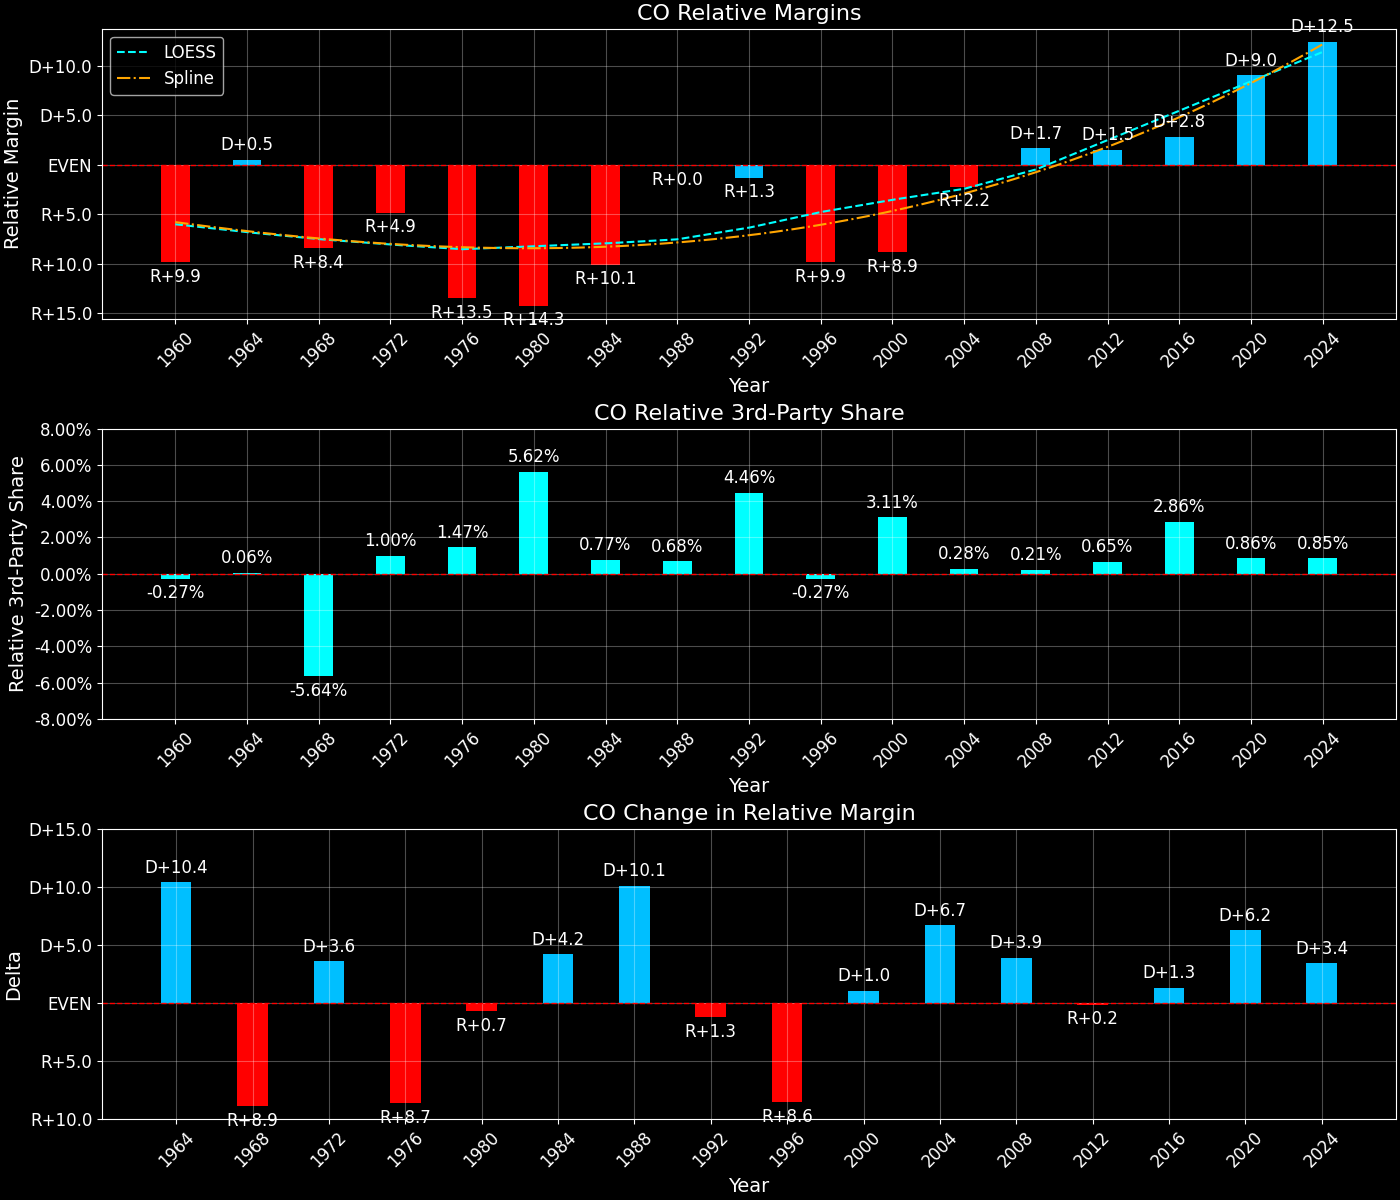 CO Relative Margins
LOESS
Spline
Relative Margin
D+10.0
D+5.0
EVEN
R+5.0
R+10.0
R+15.0
R+9.9
D+0.5
R+8.4
R+4.9
R+13.5
R+14.3
R+10.1
R+0.0
R+1.3
R+9.9
R+8.9
R+2.2
D+1.7
D+1.5
D+2.8
D+9.0
D+12.5
1960 1964 1968 1972 1976 1980 1984 1988 1992 1996 2000 2004 2008 2012 2016 2020 2024
Year
CO Relative 3rd-Party Share
Relative 3rd-Party Share
8.00%
6.00%
4.00%
2.00%
0.00%
-2.00%
-4.00%
-6.00%
-8.00%
-0.27%
0.06%
-5.64%
1.00%
1.47%
5.62%
0.77%
0.68%
4.46%
-0.27%
3.11%
0.28%
0.21%
0.65%
2.86%
0.86%
0.85%
1960 1964 1968 1972 1976 1980 1984 1988 1992 1996 2000 2004 2008 2012 2016 2020 2024
Year
CO Change in Relative Margin
Delta
D+15.0
D+10.0
D+5.0
EVEN
R+5.0
R+10.0
D+10.4
R+8.9
D+3.6
R+8.7
R+0.7
D+4.2
D+10.1
R+1.3
R+8.6
D+1.0
D+6.7
D+3.9
R+0.2
D+1.3
D+6.2
D+3.4
1964 1968 1972 1976 1980 1984 1988 1992 1996 2000 2004 2008 2012 2016 2020 2024
Year